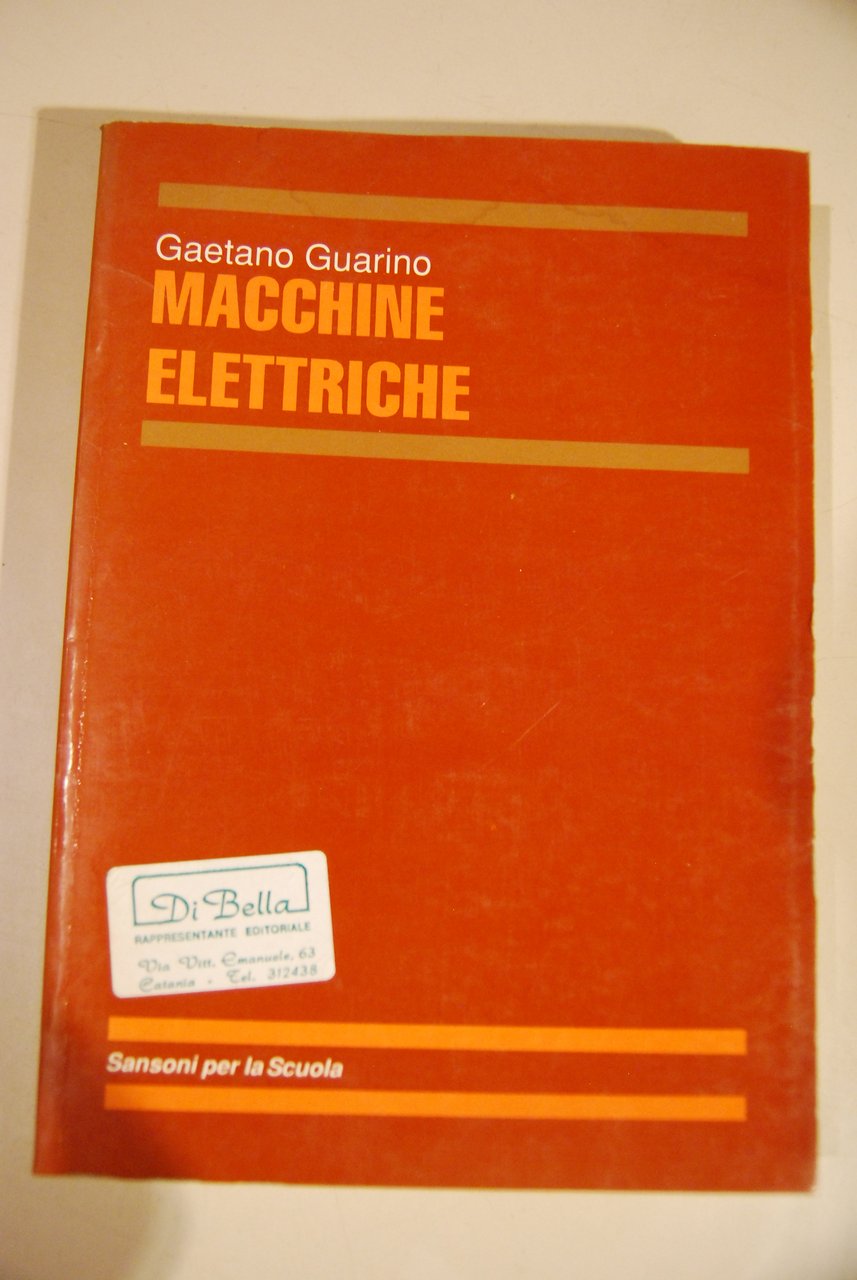 Gaetano Guarino
MACCHINE
ELETTRICHE
Di Bella
RAPPRESENTANTE EDITORIALE
Via Vitt. Emanuele, 63
Catania - Tel. 312438
Sansoni per la Scuola